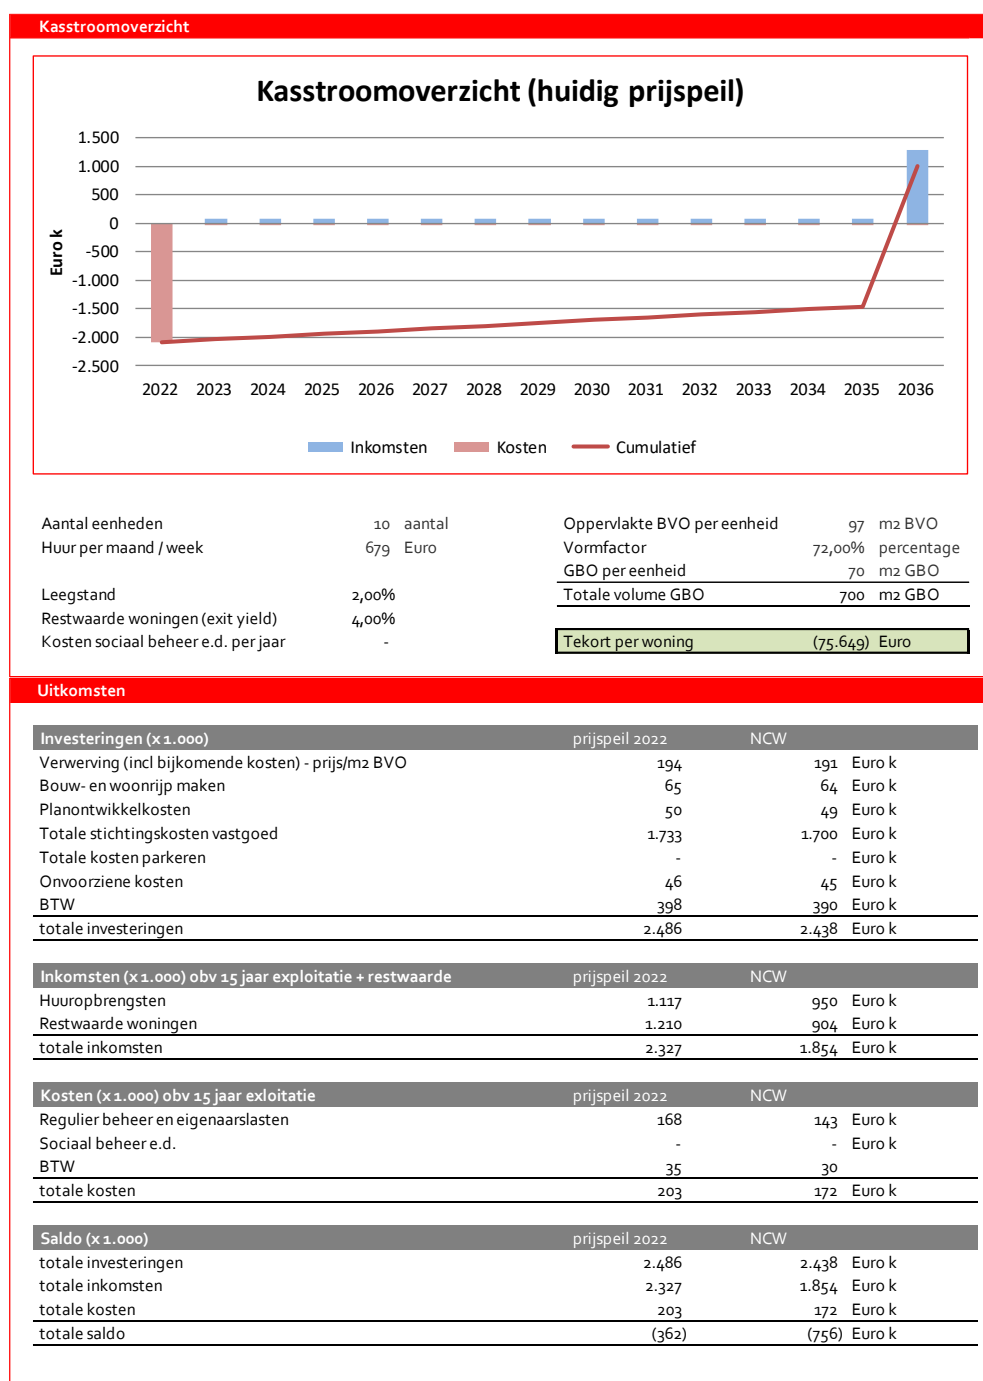 Kasstroomoverzicht
Kasstroomoverzicht (huidig prijspeil)
Euro k
1.500
1.000
500
0
-500
-1.000
-1.500
-2.000
-2.500
2022 2023 2024 2025 2026 2027 2028 2029 2030 2031 2032 2033 2034 2035 2036
Inkomsten Kosten Cumulatief
Aantal eenheden 10 aantal
Huur per maand / week 679 Euro
Leegstand 2,00%
Restwaarde woningen (exit yield) 4,00%
Kosten sociaal beheer e.d. per jaar -
Oppervlakte BVO per eenheid 97 m2 BVO
Vormfactor 72,00% percentage
GBO per eenheid 70 m2 GBO
Totale volume GBO 700 m2 GBO
Tekort per woning (75.649) Euro
Uitkomsten
Investeringen (x 1.000) prijspeil 2022 NCW
Verwerving (incl bijkomende kosten) - prijs/m2 BVO 194 191 Euro k
Bouw- en woonrijp maken 65 64 Euro k
Planontwikkelkosten 50 49 Euro k
Totale stichtingskosten vastgoed 1.733 1.700 Euro k
Totale kosten parkeren - - Euro k
Onvoorziene kosten 46 45 Euro k
BTW 398 390 Euro k
totale investeringen 2.486 2.438 Euro k
Inkomsten (x 1.000) obv 15 jaar exploitatie + restwaarde prijspeil 2022 NCW
Huuropbrengsten 1.117 950 Euro k
Restwaarde woningen 1.210 904 Euro k
totale inkomsten 2.327 1.854 Euro k
Kosten (x 1.000) obv 15 jaar exloitatie prijspeil 2022 NCW
Regulier beheer en eigenaarslasten 168 143 Euro k
Sociaal beheer e.d. - - Euro k
BTW 35 30
totale kosten 203 172 Euro k
Saldo (x 1.000) prijspeil 2022 NCW
totale investeringen 2.486 2.438 Euro k
totale inkomsten 2.327 1.854 Euro k
totale kosten 203 172 Euro k
totale saldo (362) (756) Euro k